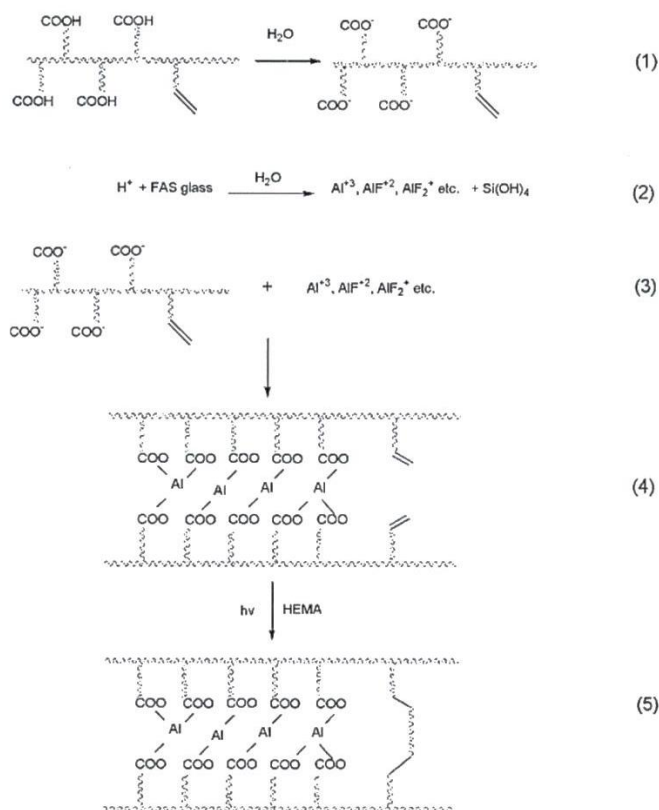 COOH COOH
H₂O
COOH COOH
COO⁻ COO⁻
COO⁻ COO⁻
(1)
H⁺ + FAS glass
H₂O
Al⁺³, AlF⁺², AlF₂⁺ etc. + Si(OH)₄
(2)
COO⁻ COO⁻
COO⁻ COO⁻
+
Al⁺³, AlF⁺², AlF₂⁺ etc.
(3)
COO COO COO COO COO
Al Al Al Al
COO COO COO COO COO
(4)
hν HEMA
COO COO COO COO COO
Al Al Al Al
COO COO COO COO COO
(5)